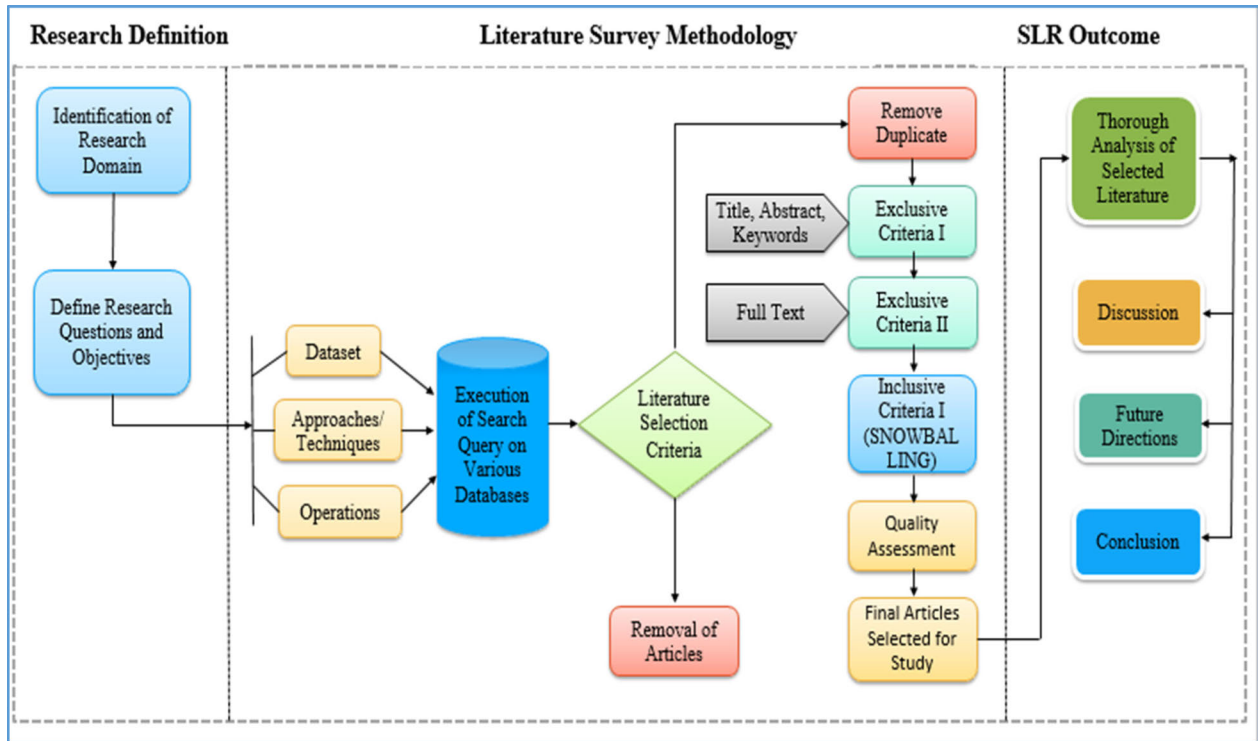 Research Definition
Literature Survey Methodology
SLR Outcome
Identification of
Research
Domain
Define Research
Questions and
Objectives
Dataset
Approaches/
Techniques
Operations
Execution
of Search
Query on
Various
Databases
Literature
Selection
Criteria
Removal of
Articles
Remove
Duplicate
Title, Abstract,
Keywords
Exclusive
Criteria I
Full Text
Exclusive
Criteria II
Inclusive
Criteria I
(SNOWBAL
LING)
Quality
Assessment
Final Articles
Selected for
Study
Thorough
Analysis of
Selected
Literature
Discussion
Future
Directions
Conclusion